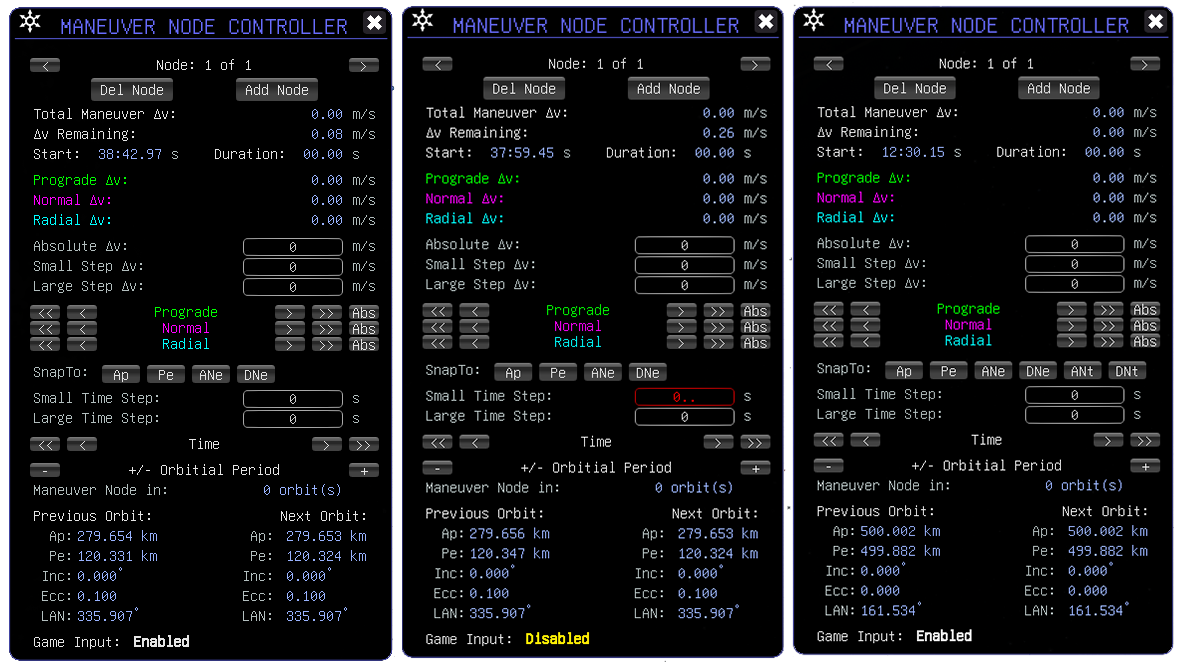 MANEUVER NODE CONTROLLER ✖
< Node: 1 of 1 >
Del Node Add Node
Total Maneuver Δv: 0.00 m/s
Δv Remaining: 0.08 m/s
Start: 38:42.97 s Duration: 00.00 s
Prograde Δv: 0.00 m/s
Normal Δv: 0.00 m/s
Radial Δv: 0.00 m/s
Absolute Δv: 0 m/s
Small Step Δv: 0 m/s
Large Step Δv: 0 m/s
<< < Prograde > >> Abs
<< < Normal > >> Abs
<< < Radial > >> Abs
SnapTo: Ap Pe ANe DNe
Small Time Step: 0 s
Large Time Step: 0 s
<< < Time > >>
- +/- Orbitial Period +
Maneuver Node in: 0 orbit(s)
Previous Orbit: Next Orbit:
Ap: 279.654 km Ap: 279.653 km
Pe: 120.331 km Pe: 120.324 km
Inc: 0.000° Inc: 0.000°
Ecc: 0.100 Ecc: 0.100
LAN: 335.907° LAN: 335.907°
Game Input: Enabled
MANEUVER NODE CONTROLLER ✖
< Node: 1 of 1 >
Del Node Add Node
Total Maneuver Δv: 0.00 m/s
Δv Remaining: 0.26 m/s
Start: 37:59.45 s Duration: 00.00 s
Prograde Δv: 0.00 m/s
Normal Δv: 0.00 m/s
Radial Δv: 0.00 m/s
Absolute Δv: 0 m/s
Small Step Δv: 0 m/s
Large Step Δv: 0 m/s
<< < Prograde > >> Abs
<< < Normal > >> Abs
<< < Radial > >> Abs
SnapTo: Ap Pe ANe DNe
Small Time Step: 0.. s
Large Time Step: 0 s
<< < Time > >>
- +/- Orbitial Period +
Maneuver Node in: 0 orbit(s)
Previous Orbit: Next Orbit:
Ap: 279.656 km Ap: 279.653 km
Pe: 120.347 km Pe: 120.324 km
Inc: 0.000° Inc: 0.000°
Ecc: 0.100 Ecc: 0.100
LAN: 335.907° LAN: 335.907°
Game Input: Disabled
MANEUVER NODE CONTROLLER ✖
< Node: 1 of 1 >
Del Node Add Node
Total Maneuver Δv: 0.00 m/s
Δv Remaining: 0.00 m/s
Start: 12:30.15 s Duration: 00.00 s
Prograde Δv: 0.00 m/s
Normal Δv: 0.00 m/s
Radial Δv: 0.00 m/s
Absolute Δv: 0 m/s
Small Step Δv: 0 m/s
Large Step Δv: 0 m/s
<< < Prograde > >> Abs
<< < Normal > >> Abs
<< < Radial > >> Abs
SnapTo: Ap Pe ANe DNe ANt DNt
Small Time Step: 0 s
Large Time Step: 0 s
<< < Time > >>
- +/- Orbitial Period +
Maneuver Node in: 0 orbit(s)
Previous Orbit: Next Orbit:
Ap: 500.002 km Ap: 500.002 km
Pe: 499.882 km Pe: 499.882 km
Inc: 0.000° Inc: 0.000°
Ecc: 0.000 Ecc: 0.000
LAN: 161.534° LAN: 161.534°
Game Input: Enabled